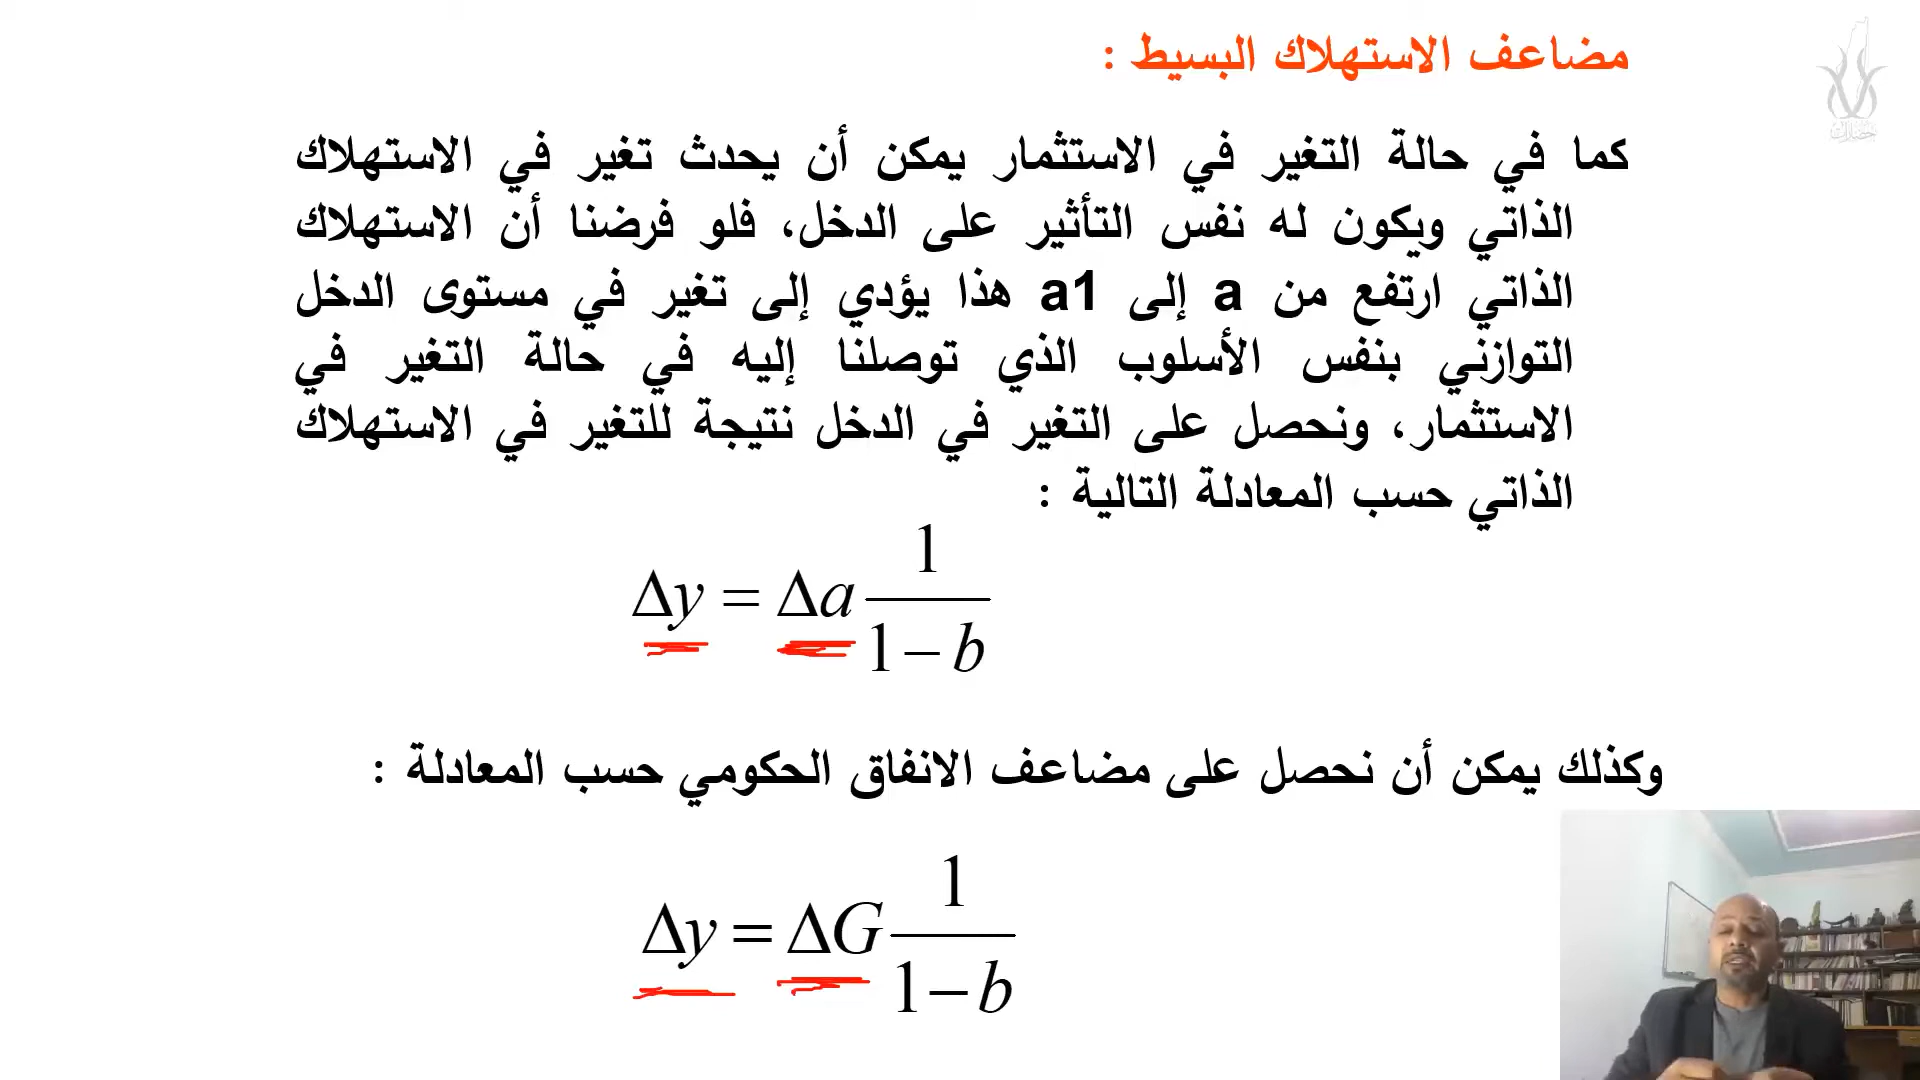 مضاعف الاستهلاك البسيط :
كما في حالة التغير في الاستثمار يمكن أن يحدث تغير في الاستهلاك
الذاتي ويكون له نفس التأثير على الدخل، فلو فرضنا أن الاستهلاك
الذاتي ارتفع من a إلى a1 هذا يؤدي إلى تغير في مستوى الدخل
التوازني بنفس الأسلوب الذي توصلنا إليه في حالة التغير في
الاستثمار، ونحصل على التغير في الدخل نتيجة للتغير في الاستهلاك
الذاتي حسب المعادلة التالية :
Δy = Δa 1/(1 − b)
وكذلك يمكن أن نحصل على مضاعف الانفاق الحكومي حسب المعادلة :
Δy = ΔG 1/(1 − b)